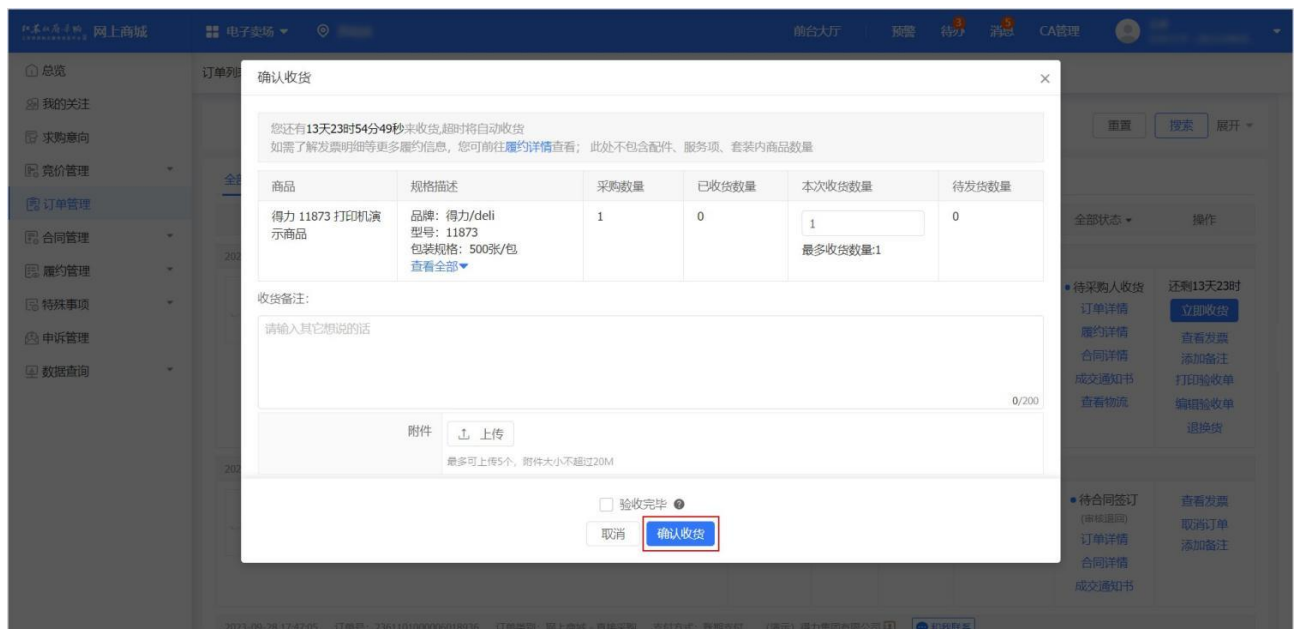 网上商城
电子卖场
前台大厅
预警
待办
3
消息
5
CA管理
总览
我的关注
求购意向
竞价管理
订单管理
合同管理
履约管理
特殊事项
申诉管理
数据查询
确认收货
您还有13天23时54分49秒来收货,超时将自动收货
如需了解发票明细等更多履约信息，您可前往履约详情查看； 此处不包含配件、服务项、套装内商品数量
商品 规格描述 采购数量 已收货数量 本次收货数量 待发货数量
得力 11873 打印机演示商品
品牌：得力/deli
型号：11873
包装规格：500张/包
查看全部
1
0
1
最多收货数量:1
0
收货备注：
请输入其它想说的话
0/200
附件
上传
最多可上传5个，附件大小不超过20M
验收完毕
取消
确认收货
重置
搜索
展开
全部状态
操作
待采购人收货
订单详情
履约详情
合同详情
成交通知书
查看物流
还剩13天23时
立即收货
查看发票
添加备注
打印验收单
编辑验收单
退换货
待合同签订
(审核退回)
订单详情
合同详情
成交通知书
查看发票
取消订单
添加备注